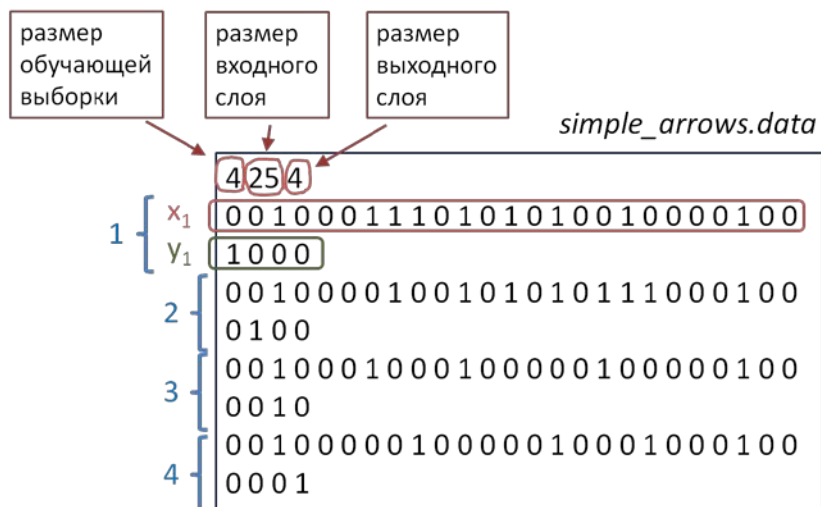 размер
обучающей
выборки
размер
входного
слоя
размер
выходного
слоя
simple_arrows.data
4 25 4
1
x1
0 0 1 0 0 0 1 1 1 0 1 0 1 0 1 0 0 1 0 0 0 0 1 0 0
y1
1 0 0 0
2
0 0 1 0 0 0 0 1 0 0 1 0 1 0 1 0 1 1 1 0 0 0 1 0 0
0 1 0 0
3
0 0 1 0 0 0 1 0 0 0 1 0 0 0 0 0 1 0 0 0 0 0 1 0 0
0 0 1 0
4
0 0 1 0 0 0 0 0 1 0 0 0 0 0 1 0 0 0 1 0 0 0 1 0 0
0 0 0 1